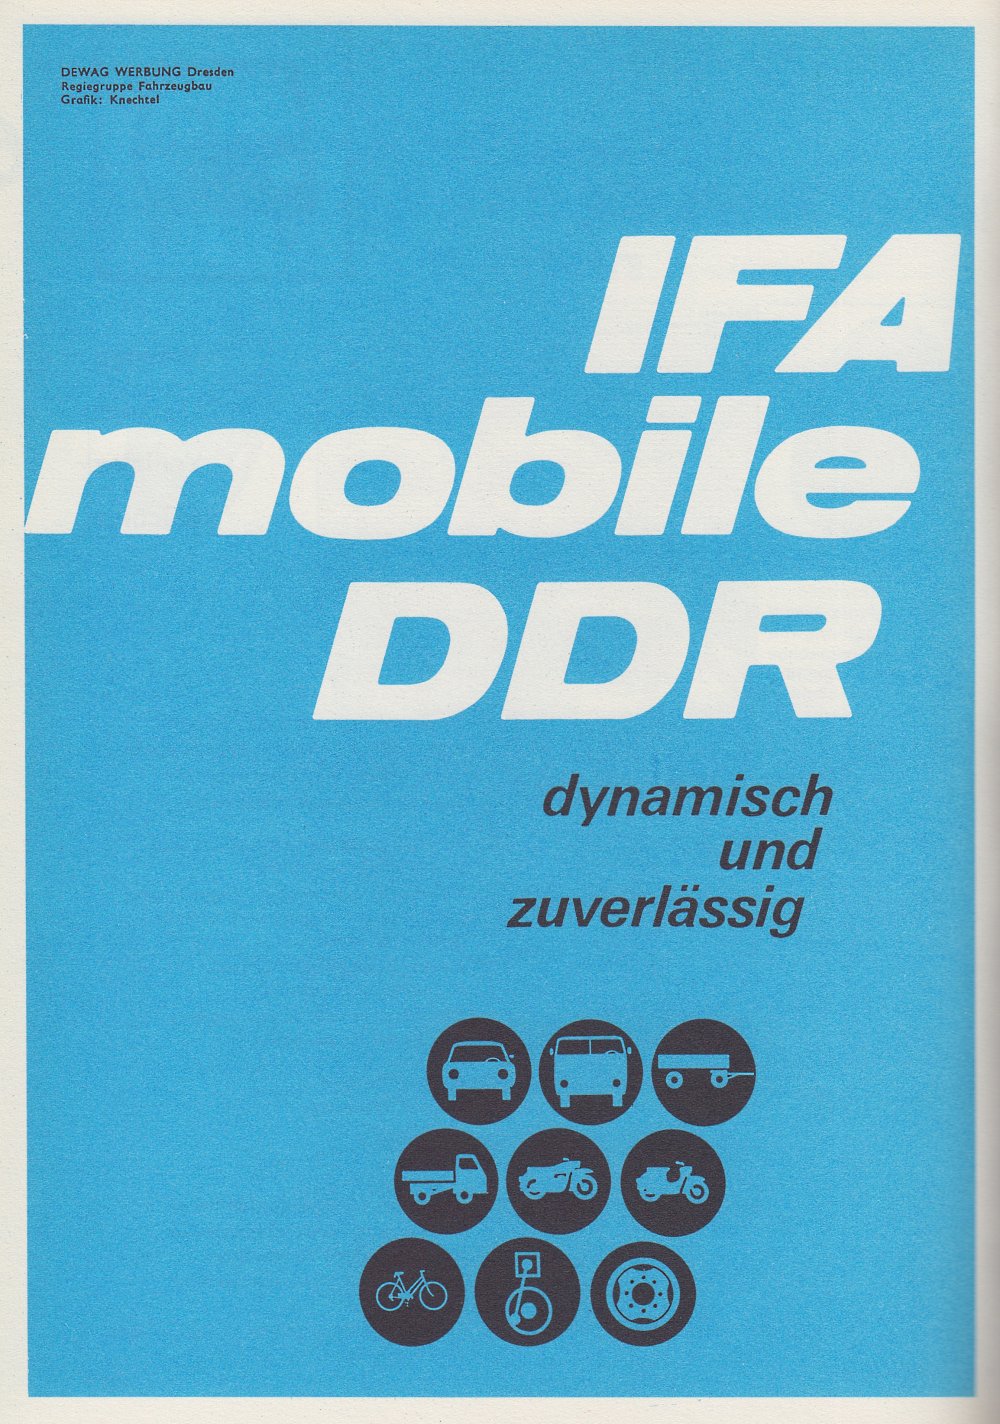 DEWAG WERBUNG Dresden
Regiegruppe Fahrzeugbau
Grafik: Knechtel
IFA
mobile
DDR
dynamisch
und
zuverlässig